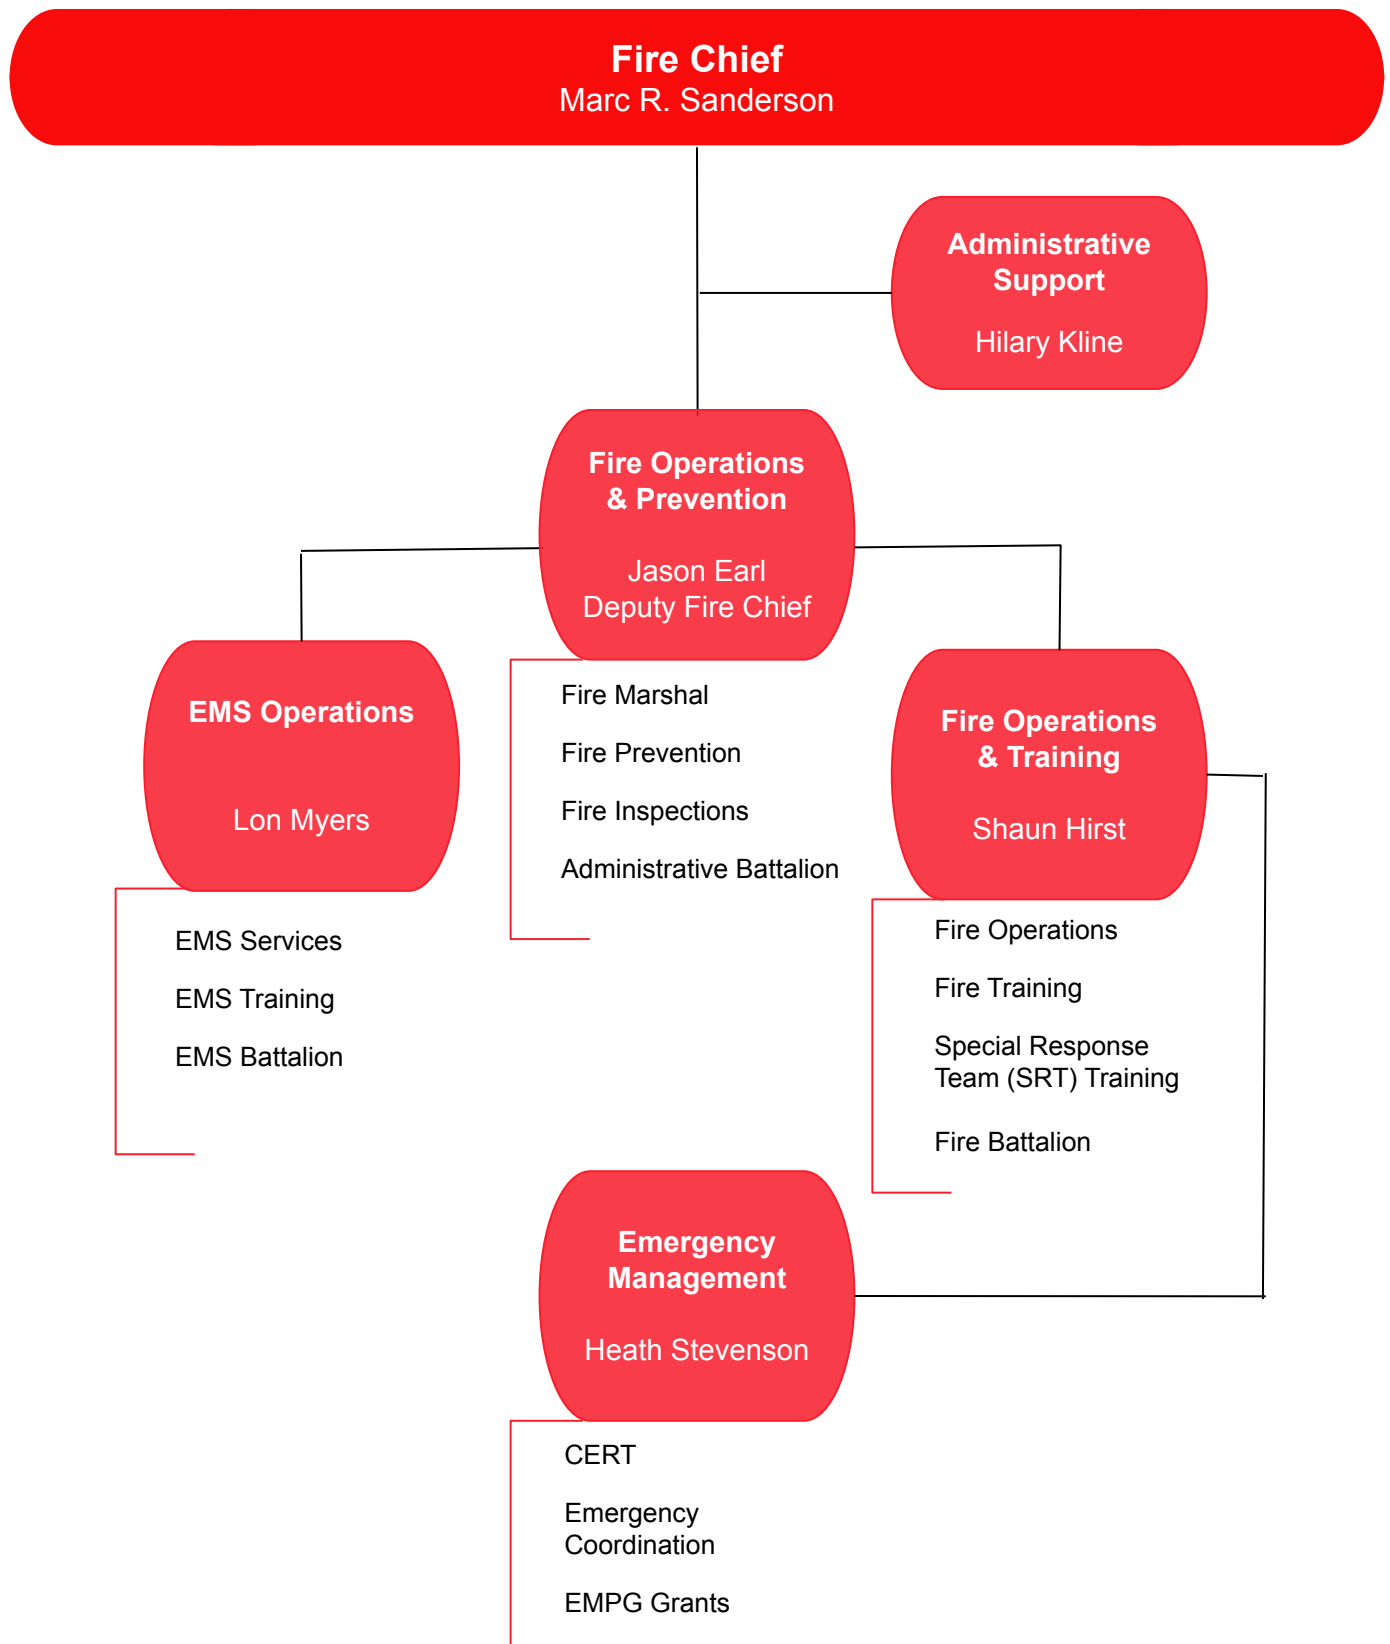 Fire Chief
Marc R. Sanderson
Administrative
Support
Hilary Kline
Fire Operations
& Prevention
Jason Earl
Deputy Fire Chief
Fire Marshal
Fire Prevention
Fire Inspections
Administrative Battalion
EMS Operations
Lon Myers
EMS Services
EMS Training
EMS Battalion
Fire Operations
& Training
Shaun Hirst
Fire Operations
Fire Training
Special Response
Team (SRT) Training
Fire Battalion
Emergency
Management
Heath Stevenson
CERT
Emergency
Coordination
EMPG Grants